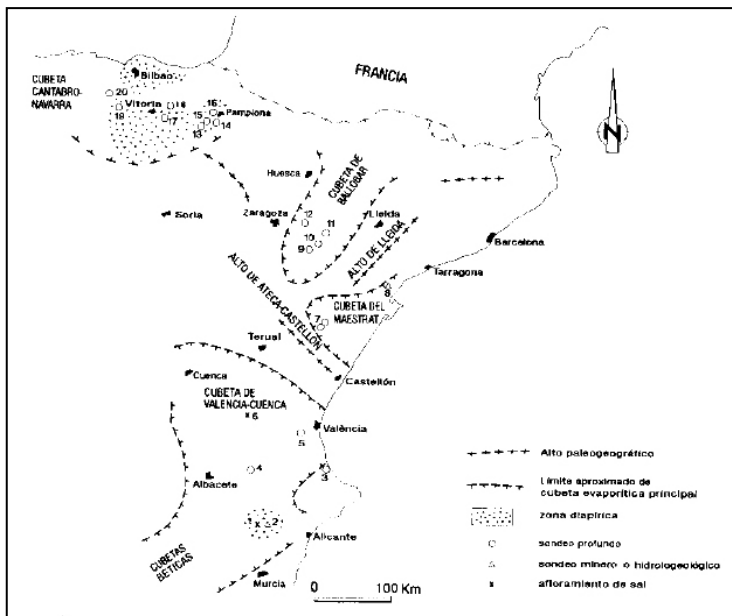 FRANCIA
CUBETA
CANTABRO-
NAVARRA
Bilbao
20
19
Vitoria
18
17
16
15
13
14
Pamplona
N
Huesca
CUBETA DE
BALLOBAR
Soria
Zaragoza
12
11
10
9
Lleida
ALTO DE LLEIDA
Barcelona
Tarragona
ALTO DE ATECA-CASTELLÓN
8
CUBETA DEL
MAESTRAT
7
Teruel
Castellón
Cuenca
CUBETA DE
VALENCIA-CUENCA
6
València
5
4
3
Albacete
1
2
Alicante
CUBETAS
BÉTICAS
Murcia
0
100 Km
Alto paleogeográfico
Límite aproximado de
cubeta evaporítica principal
zona diapírica
sondeo profundo
sondeo minero o hidrogeológico
afloramiento de sal